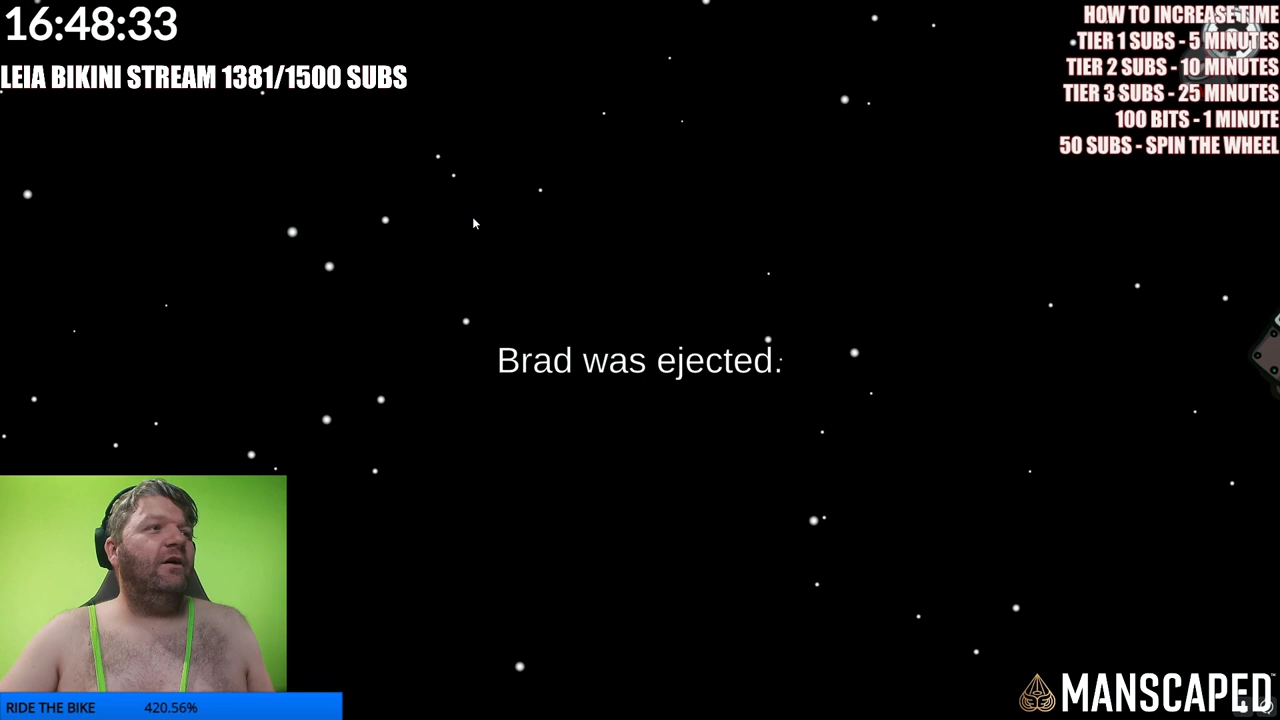 16:48:33
LEIA BIKINI STREAM 1381/1500 SUBS
HOW TO INCREASE TIME
TIER 1 SUBS - 5 MINUTES
TIER 2 SUBS - 10 MINUTES
TIER 3 SUBS - 25 MINUTES
100 BITS - 1 MINUTE
50 SUBS - SPIN THE WHEEL
Brad was ejected.
RIDE THE BIKE 420.56%
MANSCAPED